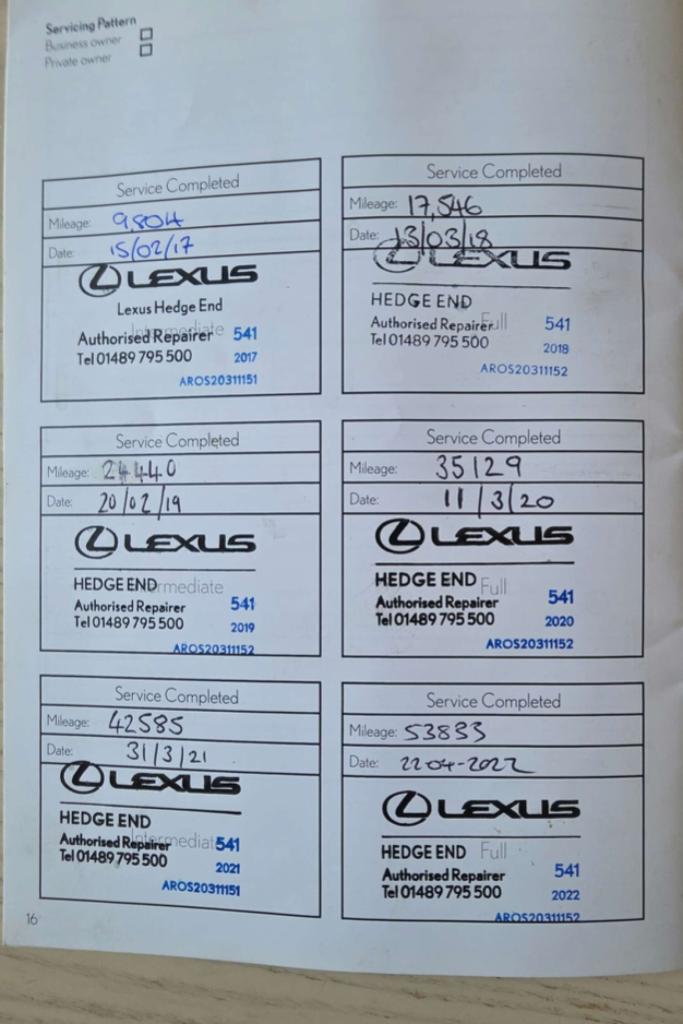 Servicing Pattern
Business owner
Private owner
Service Completed
Mileage: 9,804
Date: 15/02/17
LEXUS
Lexus Hedge End
Intermediate
Authorised Repairer 541
Tel 01489 795 500 2017
AROS20311151
Service Completed
Mileage: 17,546
Date: 13/03/18
LEXUS
HEDGE END
Full
Authorised Repairer 541
Tel 01489 795 500 2018
AROS20311152
Service Completed
Mileage: 24440
Date: 20/02/19
LEXUS
HEDGE END
Intermediate
Authorised Repairer 541
Tel 01489 795 500 2019
AROS20311152
Service Completed
Mileage: 35129
Date: 11/3/20
LEXUS
HEDGE END Full
Authorised Repairer 541
Tel 01489 795 500 2020
AROS20311152
Service Completed
Mileage: 42585
Date: 31/3/21
LEXUS
HEDGE END
Intermediate
Authorised Repairer 541
Tel 01489 795 500 2021
AROS20311151
Service Completed
Mileage: 53833
Date: 22-04-2022
LEXUS
HEDGE END Full
Authorised Repairer 541
Tel 01489 795 500 2022
AROS20311152
16